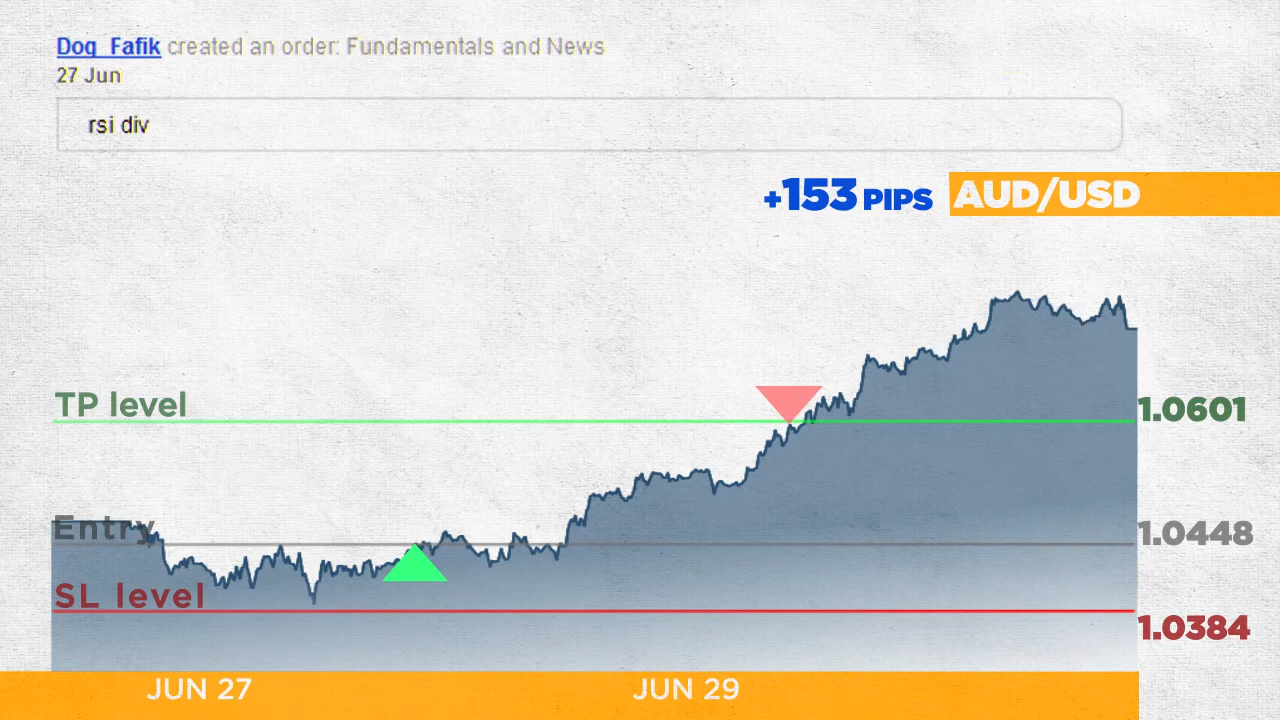 Dog_Fafik created an order: Fundamentals and News
27 Jun
rsi div
+153 PIPS AUD/USD
TP level 1.0601
Entry 1.0448
SL level 1.0384
JUN 27 JUN 29